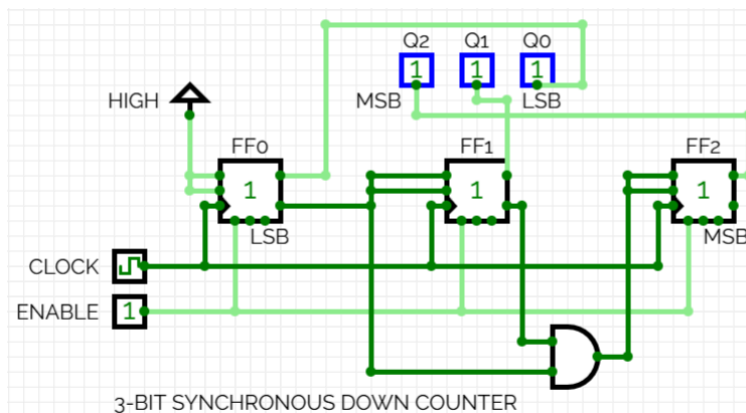 Q2 Q1 Q0
1 1 1
HIGH MSB LSB
FF0 FF1 FF2
1 1 1
LSB MSB
CLOCK
ENABLE 1
3-BIT SYNCHRONOUS DOWN COUNTER